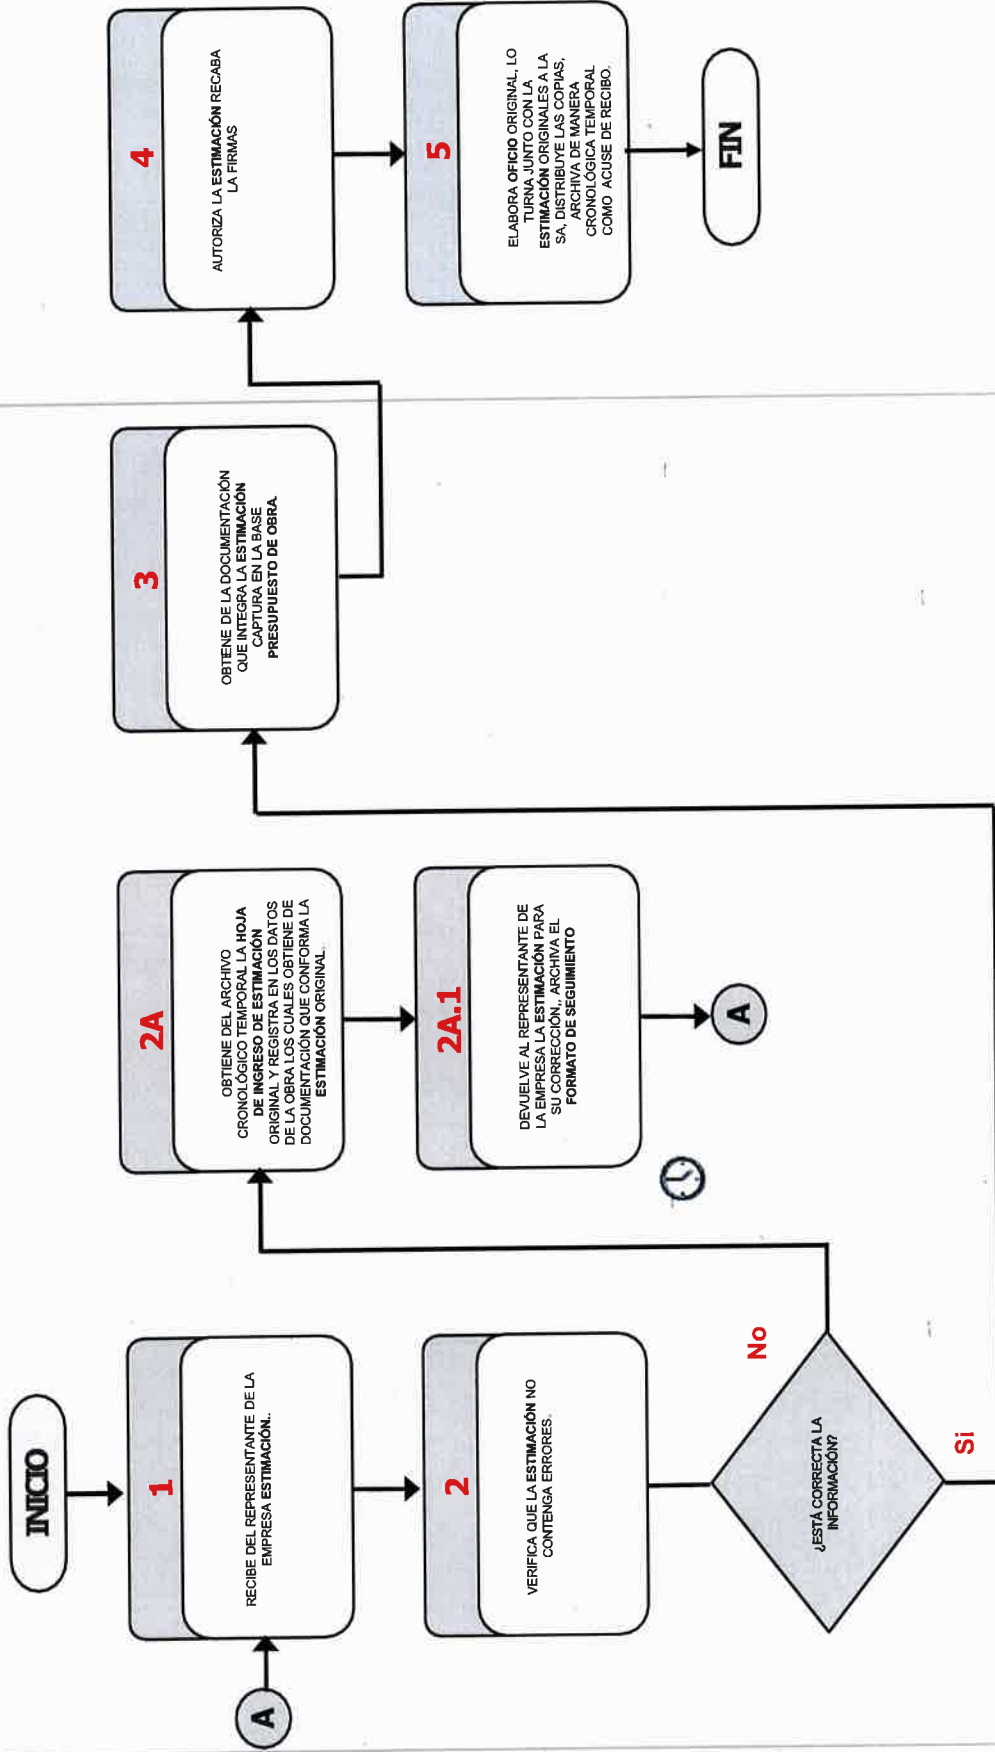 INICIO
A
1
RECIBE DEL REPRESENTANTE DE LA
EMPRESA ESTIMACIÓN..
2
VERIFICA QUE LA ESTIMACIÓN NO
CONTENGA ERRORES.
¿ESTÁ CORRECTA LA
INFORMACIÓN?
No
Si
2A
OBTIENE DEL ARCHIVO
CRONOLÓGICO TEMPORAL LA HOJA
DE INGRESO DE ESTIMACIÓN
ORIGINAL Y REGISTRA EN LOS DATOS
DE LA OBRA LOS CUALES OBTIENE DE
DOCUMENTACIÓN QUE CONFORMA LA
ESTIMACIÓN ORIGINAL.
2A.1
DEVUELVE AL REPRESENTANTE DE
LA EMPRESA LA ESTIMACIÓN PARA
SU CORRECCIÓN,, ARCHIVA EL
FORMATO DE SEGUIMIENTO
A
3
OBTIENE DE LA DOCUMENTACIÓN
QUE INTEGRA LA ESTIMACIÓN
CAPTURA EN LA BASE
PRESUPUESTO DE OBRA.
4
AUTORIZA LA ESTIMACIÓN RECABA
LA FIRMAS
5
ELABORA OFICIO ORIGINAL, LO
TURNA JUNTO CON LA
ESTIMACIÓN ORIGINALES A LA
SA, DISTRIBUYE LAS COPIAS,
ARCHIVA DE MANERA
CRONOLÓGICA TEMPORAL
COMO ACUSE DE RECIBO.
FIN